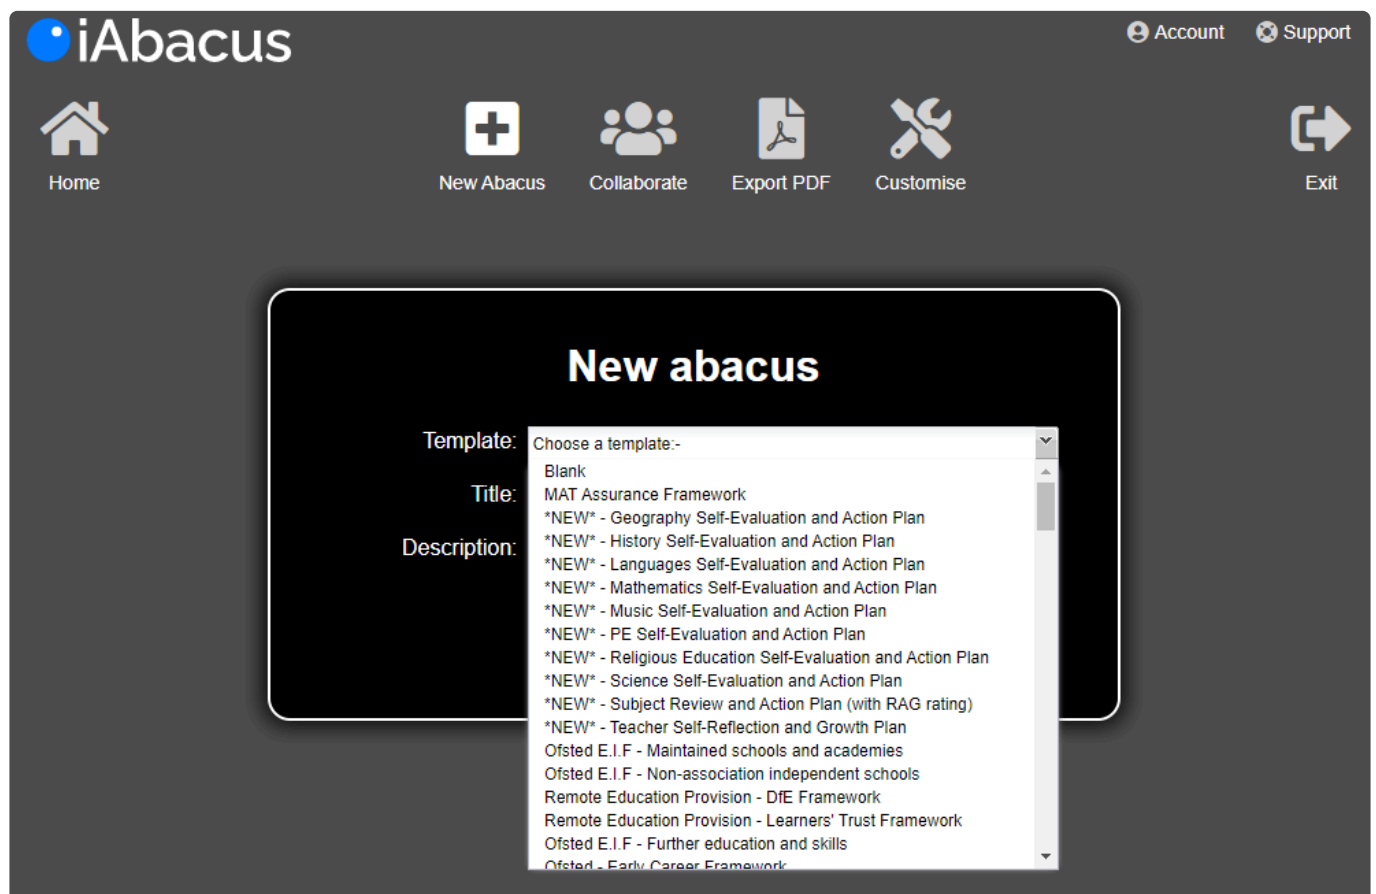 iAbacus
Account
Support
Home
New Abacus
Collaborate
Export PDF
Customise
Exit
New abacus
Template:
Choose a template:-
Blank
MAT Assurance Framework
Title:
*NEW* - Geography Self-Evaluation and Action Plan
*NEW* - History Self-Evaluation and Action Plan
Description:
*NEW* - Languages Self-Evaluation and Action Plan
*NEW* - Mathematics Self-Evaluation and Action Plan
*NEW* - Music Self-Evaluation and Action Plan
*NEW* - PE Self-Evaluation and Action Plan
*NEW* - Religious Education Self-Evaluation and Action Plan
*NEW* - Science Self-Evaluation and Action Plan
*NEW* - Subject Review and Action Plan (with RAG rating)
*NEW* - Teacher Self-Reflection and Growth Plan
Ofsted E.I.F - Maintained schools and academies
Ofsted E.I.F - Non-association independent schools
Remote Education Provision - DfE Framework
Remote Education Provision - Learners' Trust Framework
Ofsted E.I.F - Further education and skills
Ofsted - Early Career Framework